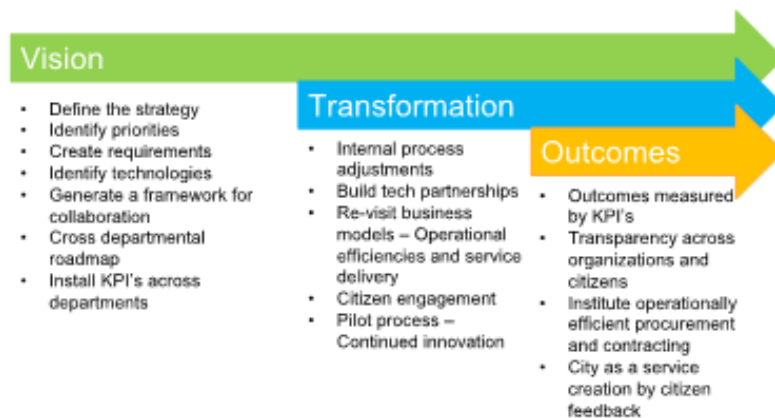 Vision
• Define the strategy
• Identify priorities
• Create requirements
• Identify technologies
• Generate a framework for
collaboration
• Cross departmental
roadmap
• Install KPI's across
departments
Transformation
• Internal process
adjustments
• Build tech partnerships
• Re-visit business
models – Operational
efficiencies and service
delivery
• Citizen engagement
• Pilot process –
Continued innovation
Outcomes
• Outcomes measured
by KPI's
• Transparency across
organizations and
citizens
• Institute operationally
efficient procurement
and contracting
• City as a service
creation by citizen
feedback